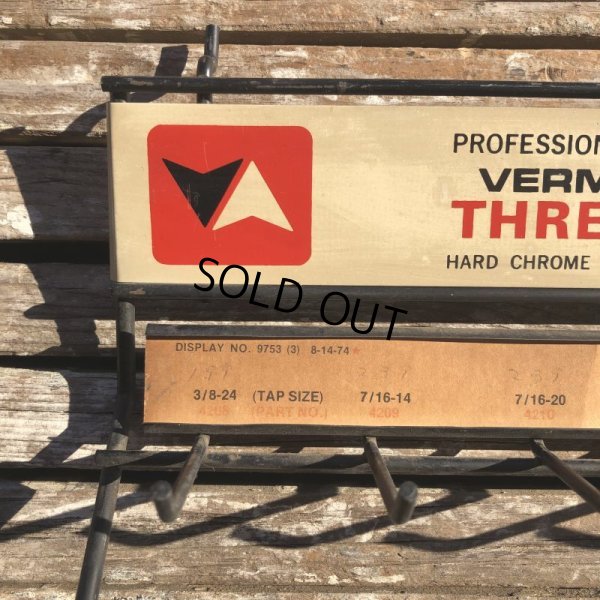 PROFESSION
VERM
THRE
HARD CHROME
SOLD OUT
DISPLAY NO. 9753 (3) 8-14-74
3/8-24 (TAP SIZE) 7/16-14 7/16-20
4208 (PART NO.) 4209 4210